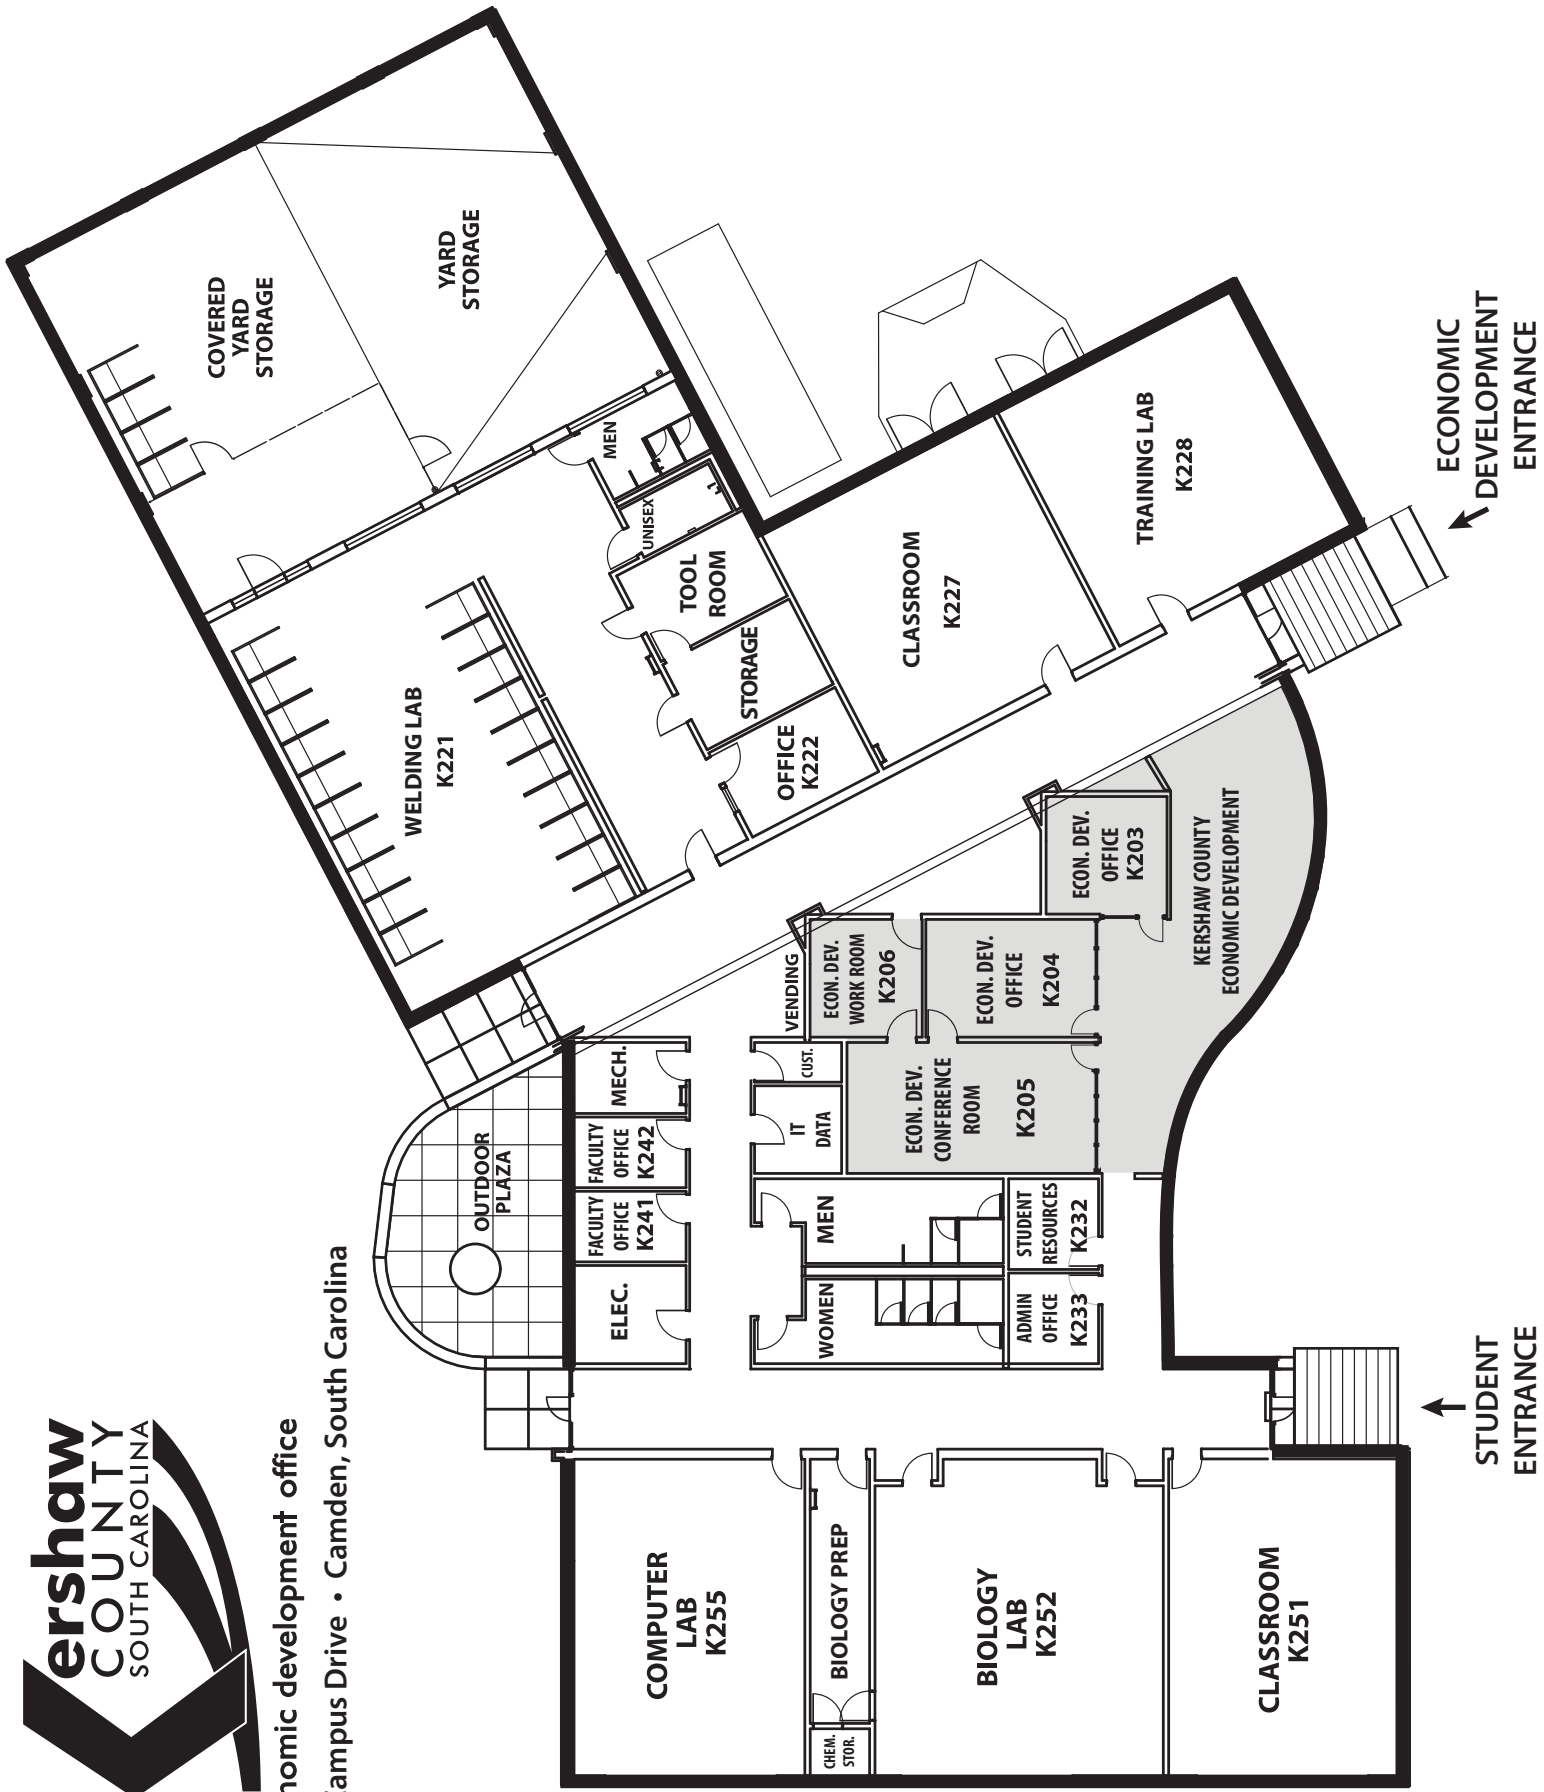 Kershaw
COUNTY
SOUTH CAROLINA
nomic development office
Campus Drive • Camden, South Carolina
COVERED
YARD
STORAGE
YARD
STORAGE
WELDING LAB
K221
OUTDOOR
PLAZA
MEN
UNISEX
TOOL
ROOM
STORAGE
OFFICE
K222
MECH.
FACULTY
OFFICE
K242
FACULTY
OFFICE
K241
ELEC.
COMPUTER
LAB
K255
VENDING
CUST.
IT
DATA
MEN
WOMEN
BIOLOGY PREP
CHEM.
STOR.
CLASSROOM
K227
ECON. DEV.
WORK ROOM
K206
ECON. DEV.
CONFERENCE
ROOM
K205
ECON. DEV.
OFFICE
K204
BIOLOGY
LAB
K252
STUDENT
RESOURCES
K232
ADMIN
OFFICE
K233
ECON. DEV.
OFFICE
K203
TRAINING LAB
K228
KERSHAW COUNTY
ECONOMIC DEVELOPMENT
CLASSROOM
K251
ECONOMIC
DEVELOPMENT
ENTRANCE
STUDENT
ENTRANCE